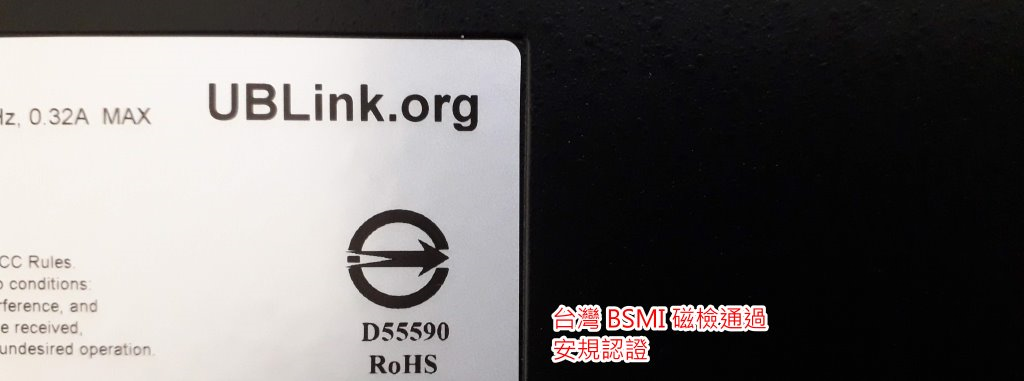 UBLink.org
Hz, 0.32A MAX
CC Rules.
conditions:
rference, and
e received,
undesired operation.
D55590
RoHS
台灣 BSMI 磁檢通過
安規認證